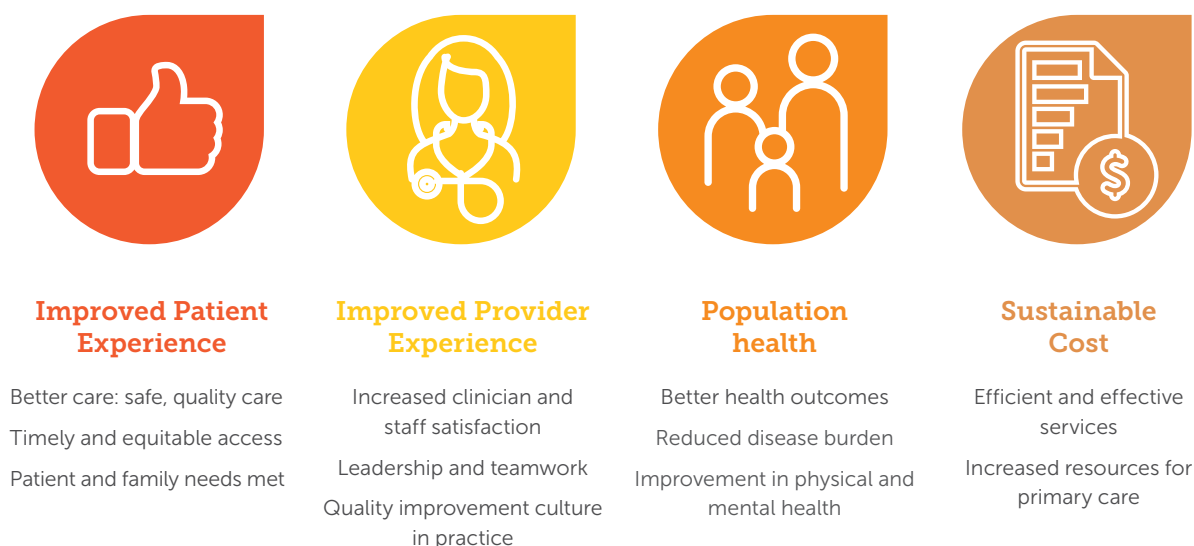 $
Improved Patient
Experience
Better care: safe, quality care
Timely and equitable access
Patient and family needs met
Improved Provider
Experience
Increased clinician and
staff satisfaction
Leadership and teamwork
Quality improvement culture
in practice
Population
health
Better health outcomes
Reduced disease burden
Improvement in physical and
mental health
Sustainable
Cost
Efficient and effective
services
Increased resources for
primary care